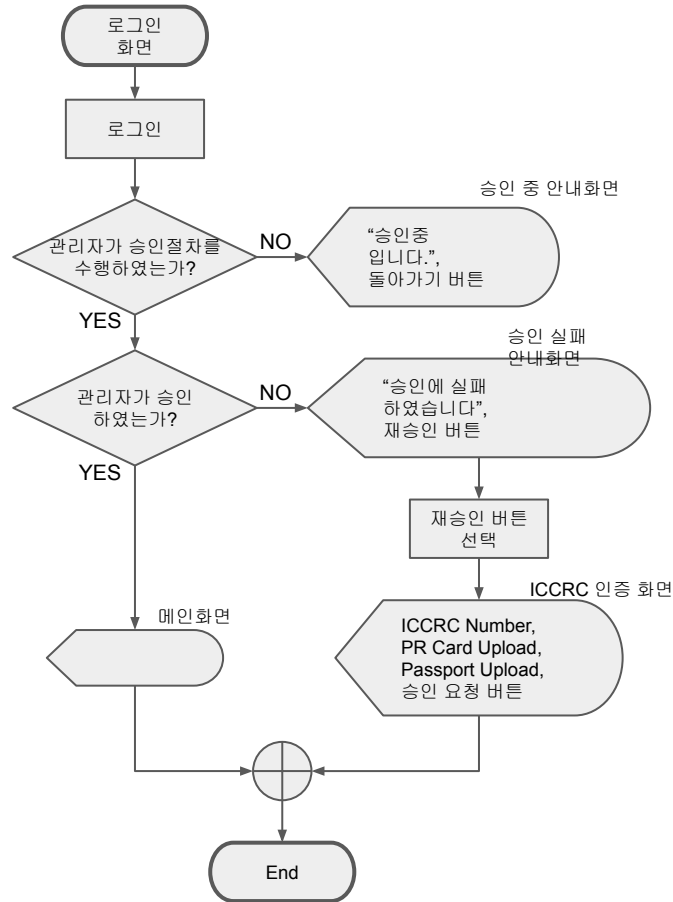 로그인
화면
로그인
승인 중 안내화면
관리자가 승인절차를
수행하였는가?
NO
“승인중
입니다.”,
돌아가기 버튼
YES
승인 실패
안내화면
관리자가 승인
하였는가?
NO
“승인에 실패
하였습니다”,
재승인 버튼
YES
재승인 버튼
선택
ICCRC 인증 화면
메인화면
ICCRC Number,
PR Card Upload,
Passport Upload,
승인 요청 버튼
End